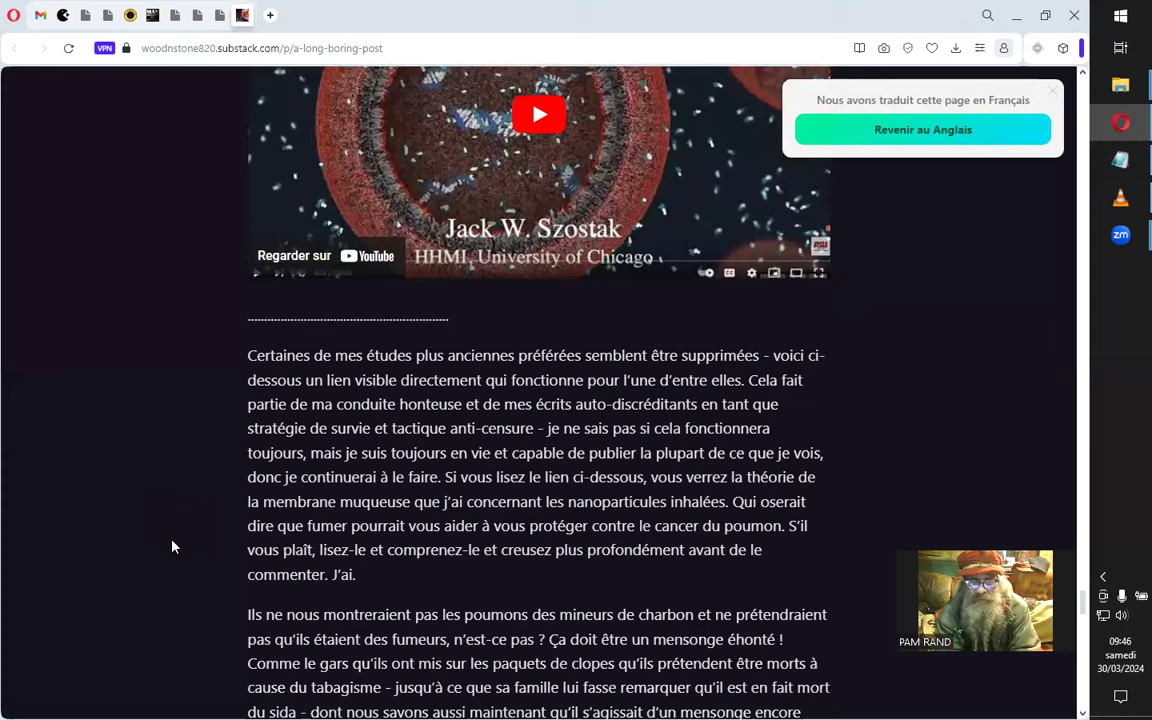 VPN
woodnstone820.substack.com/p/a-long-boring-post
Nous avons traduit cette page en Français
Revenir au Anglais
Jack W. Szostak
HHMI, University of Chicago
Regarder sur YouTube
Certaines de mes études plus anciennes préférées semblent être supprimées - voici ci-
dessous un lien visible directement qui fonctionne pour l'une d'entre elles. Cela fait
partie de ma conduite honteuse et de mes écrits auto-discréditants en tant que
stratégie de survie et tactique anti-censure - je ne sais pas si cela fonctionnera
toujours, mais je suis toujours en vie et capable de publier la plupart de ce que je vois,
donc je continuerai à le faire. Si vous lisez le lien ci-dessous, vous verrez la théorie de
la membrane muqueuse que j'ai concernant les nanoparticules inhalées. Qui oserait
dire que fumer pourrait vous aider à vous protéger contre le cancer du poumon. S'il
vous plaît, lisez-le et comprenez-le et creusez plus profondément avant de le
commenter. J'ai.
Ils ne nous montreraient pas les poumons des mineurs de charbon et ne prétendraient
pas qu'ils étaient des fumeurs, n'est-ce pas ? Ça doit être un mensonge éhonté !
Comme le gars qu'ils ont mis sur les paquets de clopes qu'ils prétendent être morts à
cause du tabagisme - jusqu'à ce que sa famille lui fasse remarquer qu'il est en fait mort
du sida - dont nous savons aussi maintenant qu'il s'agissait d'un mensonge encore
PAM RAND
zm
09:46
samedi
30/03/2024